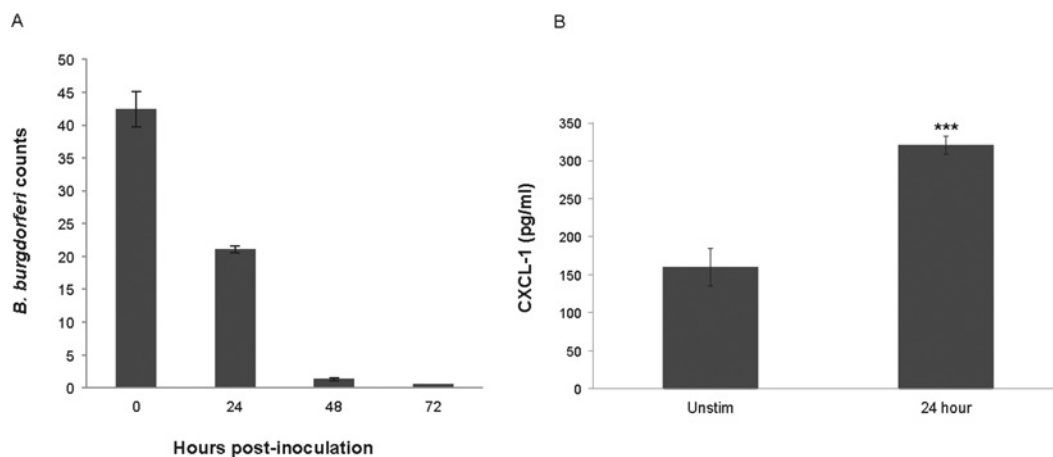 A
B. burgdorferi counts
50
45
40
35
30
25
20
15
10
5
0
0 24 48 72
Hours post-inoculation
B
CXCL-1 (pg/ml)
350
300
250
200
150
100
50
0
***
Unstim 24 hour